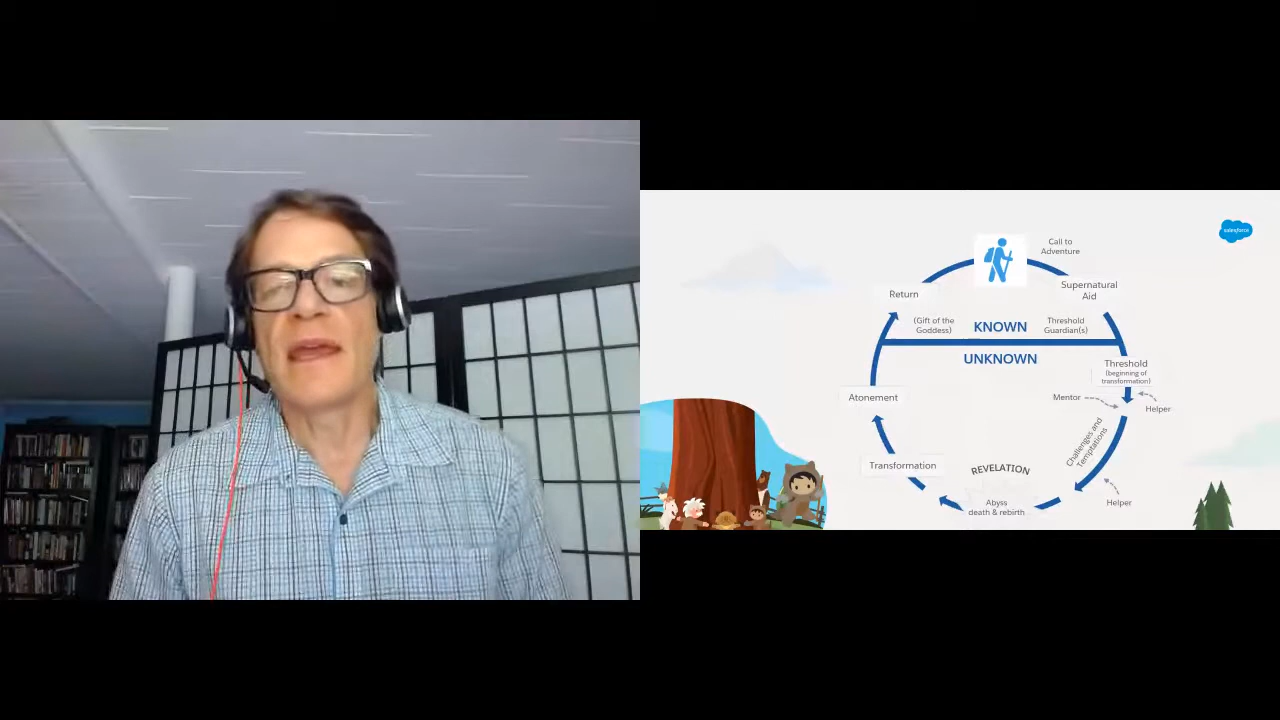 salesforce
Call to
Adventure
Supernatural
Aid
Return
(Gift of the
Goddess)
KNOWN
Threshold
Guardian(s)
UNKNOWN
Threshold
(beginning of
transformation)
Mentor
Helper
Atonement
Challenges and
Temptations
Transformation
REVELATION
Helper
Abyss
death & rebirth